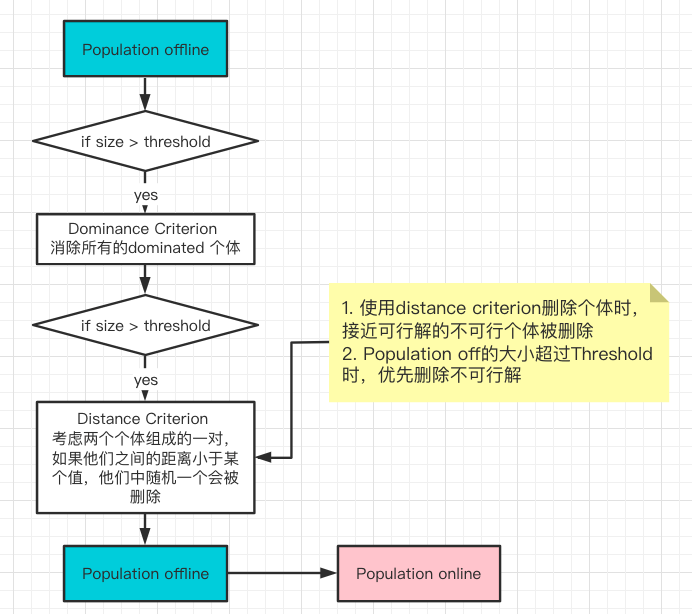 Population offline
if size > threshold
yes
Dominance Criterion
消除所有的dominated 个体
if size > threshold
yes
1. 使用distance criterion删除个体时，
接近可行解的不可行个体被删除
2. Population off的大小超过Threshold
时，优先删除不可行解
Distance Criterion
考虑两个个体组成的一对，
如果他们之间的距离小于某
个值，他们中随机一个会被
删除
Population offline
Population online